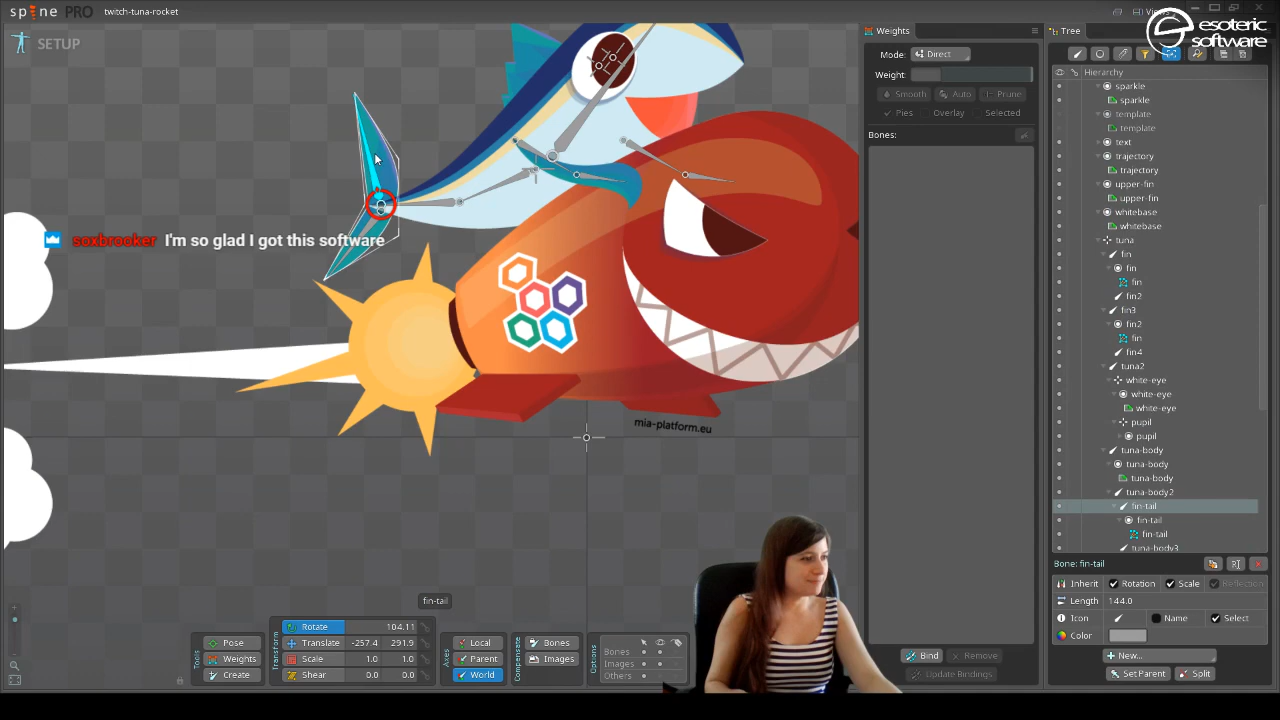 spine PRO twitch-tuna-rocket
Views
esoteric
software
SETUP
soxbrooker I'm so glad I got this software
mia-platform.eu
Weights
Mode: Direct
Weight:
Smooth Auto Prune
Pies Overlay Selected
Bones:
Bind Remove
Update Bindings
Tree
Hierarchy
sparkle
sparkle
template
template
text
trajectory
trajectory
upper-fin
upper-fin
whitebase
whitebase
tuna
fin
fin
fin
fin2
fin3
fin2
fin
fin4
tuna2
white-eye
white-eye
white-eye
pupil
pupil
tuna-body
tuna-body
tuna-body
tuna-body2
fin-tail
fin-tail
fin-tail
tuna-body3
Bone: fin-tail
Inherit Rotation Scale Reflection
Length 144.0
Icon Name Select
Color
New...
Set Parent Split
fin-tail
Tools
Pose
Weights
Create
Transform
Rotate 104.11
Translate -257.4 291.9
Scale 1.0 1.0
Shear 0.0 0.0
Axes
Local
Parent
World
Compensate
Bones
Images
Options
Bones
Images
Others